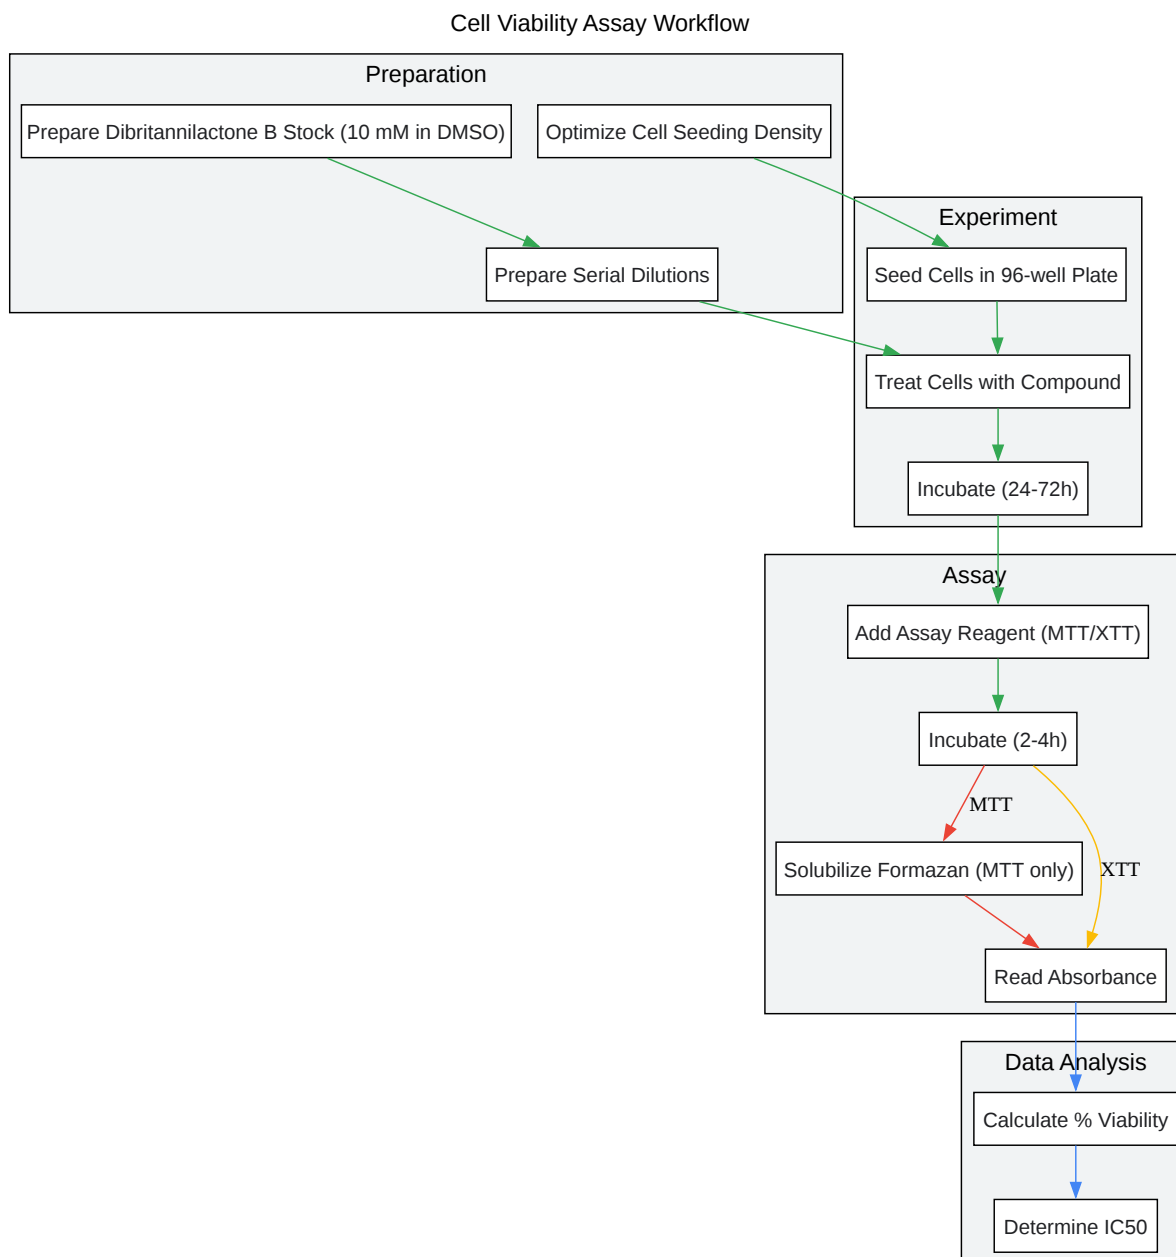 Cell Viability Assay Workflow
Preparation
Prepare Dibritannilactone B Stock (10 mM in DMSO)
Optimize Cell Seeding Density
Prepare Serial Dilutions
Experiment
Seed Cells in 96-well Plate
Treat Cells with Compound
Incubate (24-72h)
Assay
Add Assay Reagent (MTT/XTT)
Incubate (2-4h)
MTT
Solubilize Formazan (MTT only)
XTT
Read Absorbance
Data Analysis
Calculate % Viability
Determine IC50